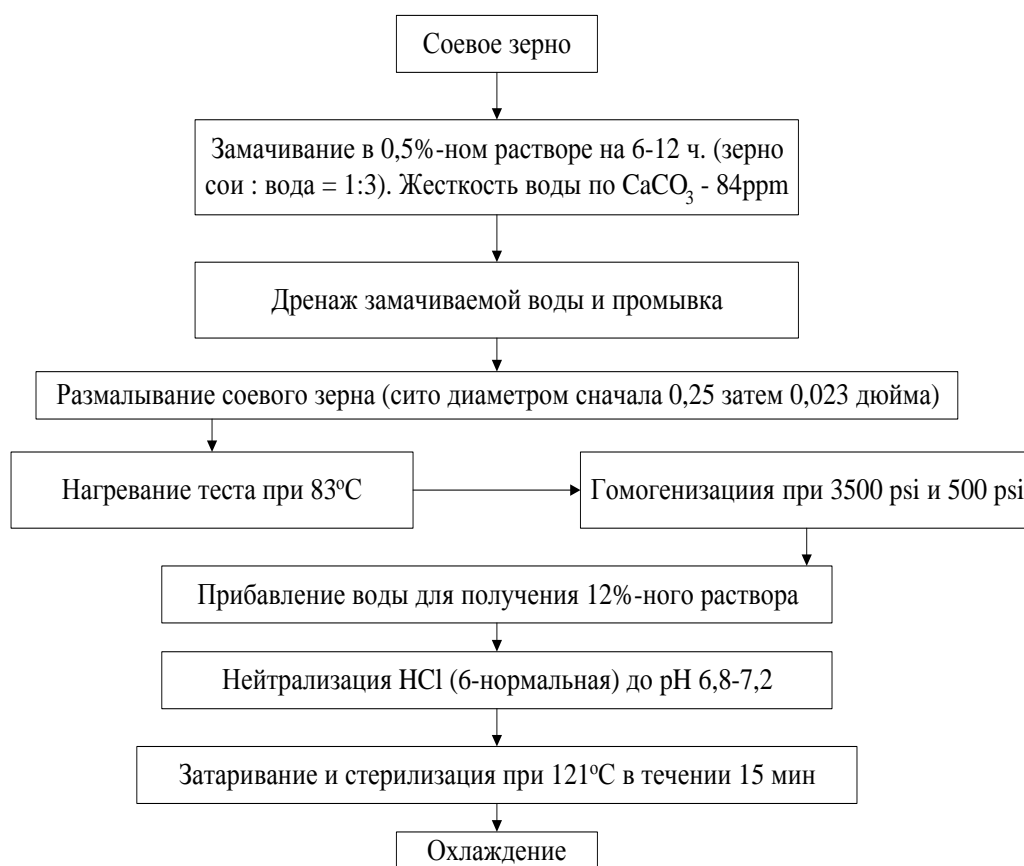 Соевое зерно
Замачивание в 0,5%-ном растворе на 6-12 ч. (зерно
сои : вода = 1:3). Жесткость воды по CaCO3 - 84ppm
Дренаж замачиваемой воды и промывка
Размалывание соевого зерна (сито диаметром сначала 0,25 затем 0,023 дюйма)
Нагревание теста при 83ºС
Гомогенизациия при 3500 psi и 500 psi
Прибавление воды для получения 12%-ного раствора
Нейтрализация HCl (6-нормальная) до pH 6,8-7,2
Затаривание и стерилизация при 121ºС в течении 15 мин
Охлаждение